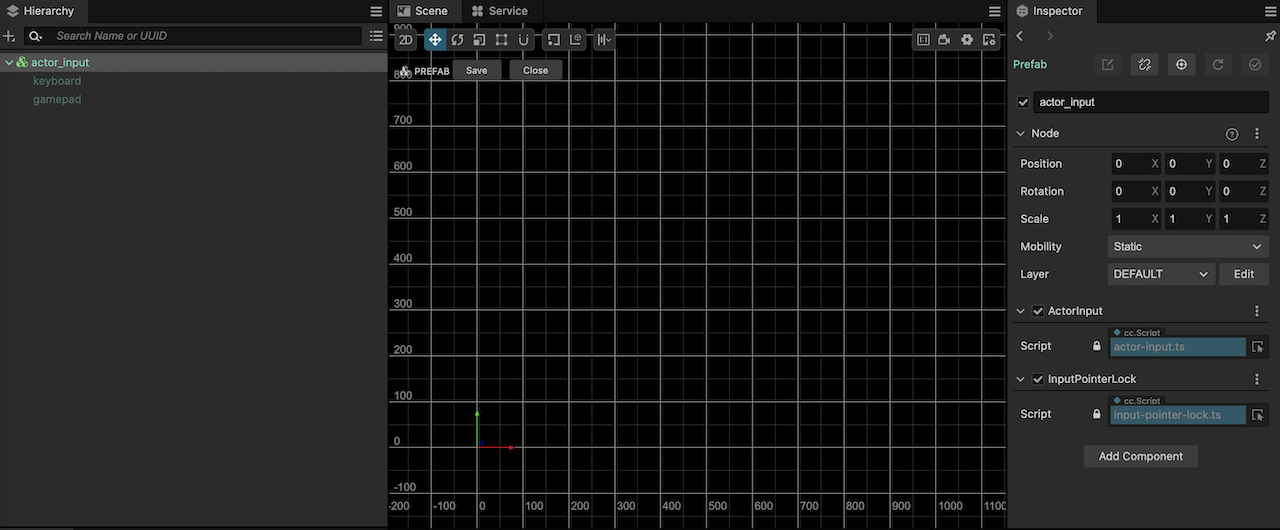 Hierarchy
Search Name or UUID
actor_input
keyboard
gamepad
Scene
Service
2D
PREFAB
Save
Close
900
800
700
600
500
400
300
200
100
0
-100
-200 -100 0 100 200 300 400 500 600 700 800 900 1000 1100
Inspector
Prefab
actor_input
Node
Position 0 X 0 Y 0 Z
Rotation 0 X 0 Y 0 Z
Scale 1 X 1 Y 1 Z
Mobility Static
Layer DEFAULT Edit
ActorInput
cc.Script
Script actor-input.ts
InputPointerLock
cc.Script
Script input-pointer-lock.ts
Add Component